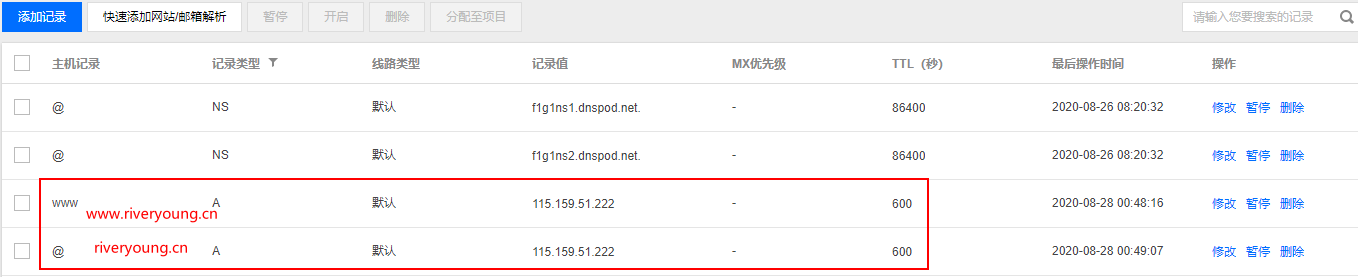 添加记录 快速添加网站/邮箱解析 暂停 开启 删除 分配至项目 请输入您要搜索的记录
主机记录 记录类型 线路类型 记录值 MX优先级 TTL（秒） 最后操作时间 操作
@ NS 默认 f1g1ns1.dnspod.net. - 86400 2020-08-26 08:20:32 修改 暂停 删除
@ NS 默认 f1g1ns2.dnspod.net. - 86400 2020-08-26 08:20:32 修改 暂停 删除
www A 默认 115.159.51.222 - 600 2020-08-28 00:48:16 修改 暂停 删除
www.riveryoung.cn
@ A 默认 115.159.51.222 - 600 2020-08-28 00:49:07 修改 暂停 删除
riveryoung.cn